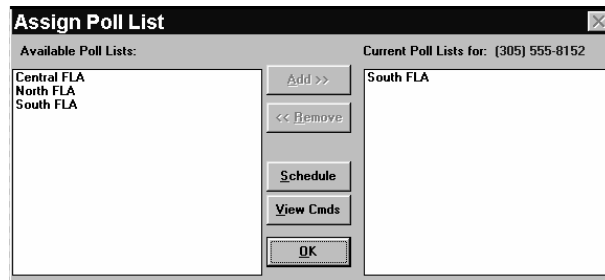 Assign Poll List
Available Poll Lists:
Current Poll Lists for: (305) 555-8152
Central FLA
North FLA
South FLA
Add >>
<< Remove
Schedule
View Cmds
OK
South FLA